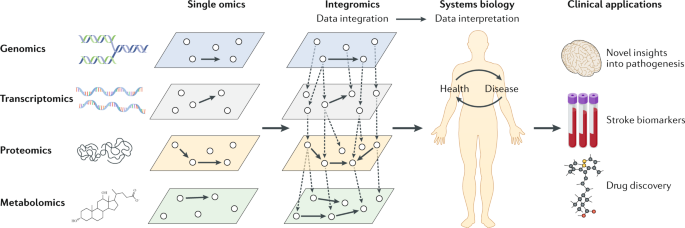 Single omics
Integromics
Systems biology
Clinical applications
Data integration
Data interpretation
Genomics
Novel insights
into pathogenesis
Transcriptomics
Health
Disease
Stroke biomarkers
Proteomics
Drug discovery
Metabolomics